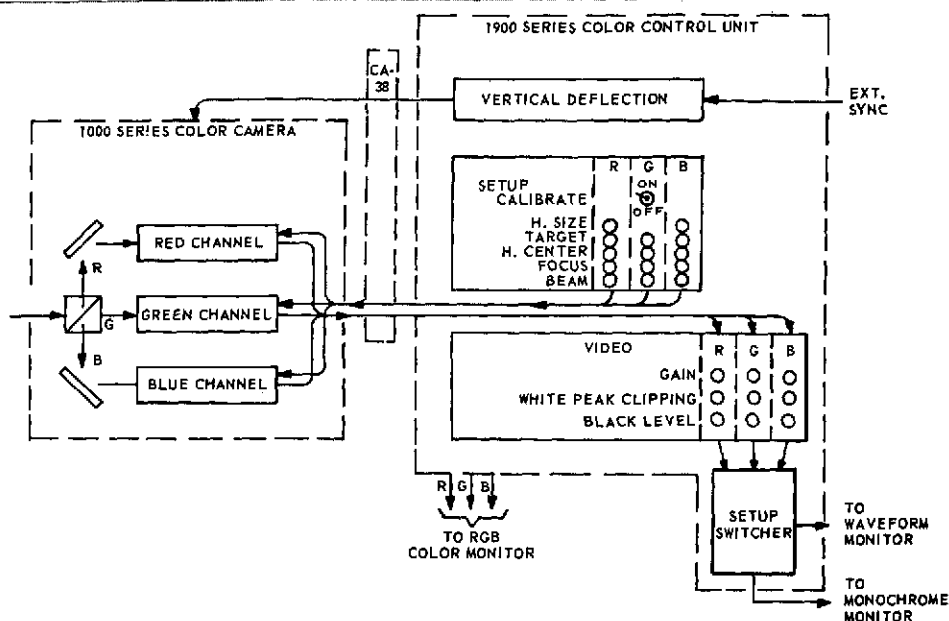 1900 SERIES COLOR CONTROL UNIT
CA-
38
VERTICAL DEFLECTION
EXT.
SYNC
1000 SERIES COLOR CAMERA
R G B
SETUP
CALIBRATE
ON
OFF
H. SIZE
TARGET
H. CENTER
FOCUS
BEAM
RED CHANNEL
R
GREEN CHANNEL
G
B
BLUE CHANNEL
VIDEO
R G B
GAIN
WHITE PEAK CLIPPING
BLACK LEVEL
R G B
TO RGB
COLOR MONITOR
SETUP
SWITCHER
TO
WAVEFORM
MONITOR
TO
MONOCHROME
MONITOR